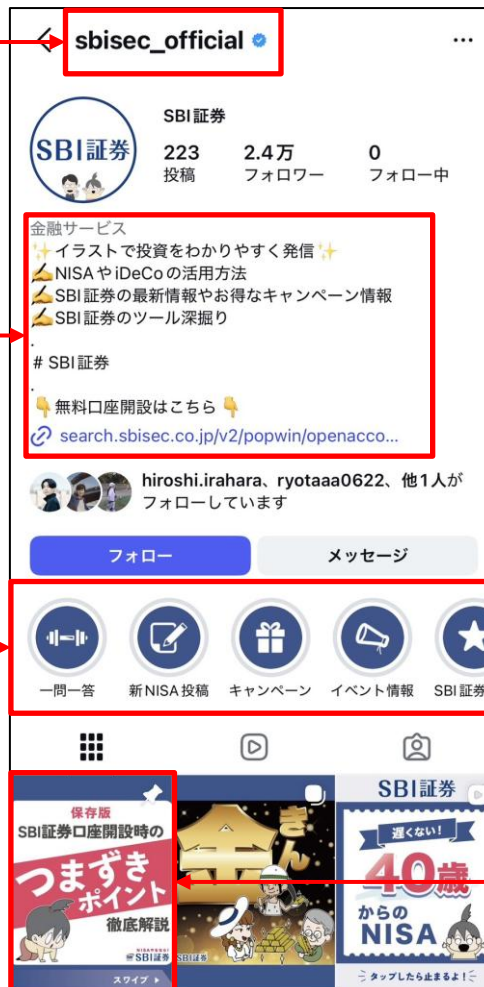 sbisec_official
SBI証券
SBI証券
223
2.4万
0
投稿
フォロワー
フォロー中
金融サービス
✨イラストで投資をわかりやすく発信✨
✍NISAやiDeCoの活用方法
✍SBI証券の最新情報やお得なキャンペーン情報
✍SBI証券のツール深掘り
.
# SBI証券
.
👇無料口座開設はこちら👇
search.sbisec.co.jp/v2/popwin/openacco...
hiroshi.irahara、ryotaaa0622、他1人が
フォローしています
フォロー
メッセージ
一問一答
新NISA投稿
キャンペーン
イベント情報
SBI証券
保存版
SBI証券口座開設時の
つまずき
ポイント
徹底解説
SBI証券
スワイプ
金
きん
SBI証券
SBI証券
遅くない!
40歳
からの
NISA
タップしたら止まるよ!